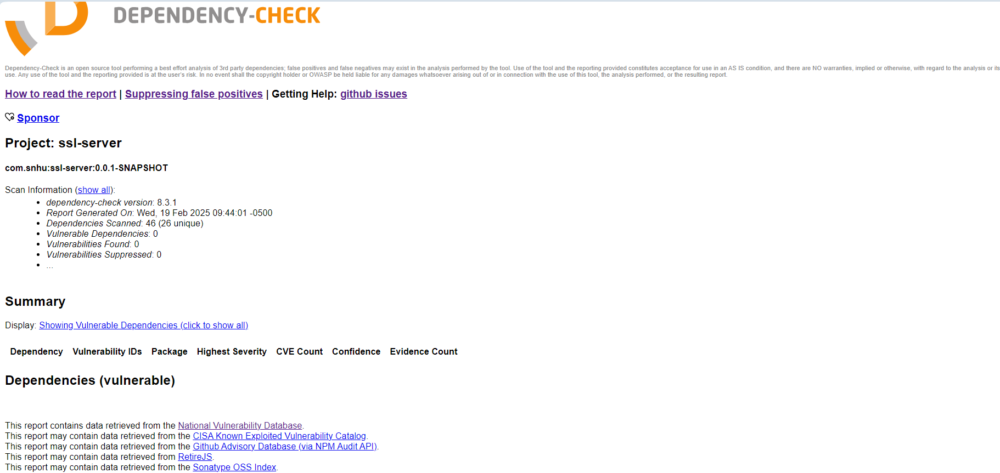 DEPENDENCY-CHECK
Dependency-Check is an open source tool performing a best effort analysis of 3rd party dependencies; false positives and false negatives may exist in the analysis performed by the tool. Use of the tool and the reporting provided constitutes acceptance for use in an AS IS condition, and there are NO warranties, implied or otherwise, with regard to the analysis or its
use. Any use of the tool and the reporting provided is at the user's risk. In no event shall the copyright holder or OWASP be held liable for any damages whatsoever arising out of or in connection with the use of this tool, the analysis performed, or the resulting report.
How to read the report | Suppressing false positives | Getting Help: github issues
Sponsor
Project: ssl-server
com.snhu:ssl-server:0.0.1-SNAPSHOT
Scan Information (show all):
• dependency-check version: 8.3.1
• Report Generated On: Wed, 19 Feb 2025 09:44:01 -0500
• Dependencies Scanned: 46 (26 unique)
• Vulnerable Dependencies: 0
• Vulnerabilities Found: 0
• Vulnerabilities Suppressed: 0
• ...
Summary
Display: Showing Vulnerable Dependencies (click to show all)
Dependency Vulnerability IDs Package Highest Severity CVE Count Confidence Evidence Count
Dependencies (vulnerable)
This report contains data retrieved from the National Vulnerability Database.
This report may contain data retrieved from the CISA Known Exploited Vulnerability Catalog.
This report may contain data retrieved from the Github Advisory Database (via NPM Audit API).
This report may contain data retrieved from RetireJS.
This report may contain data retrieved from the Sonatype OSS Index.